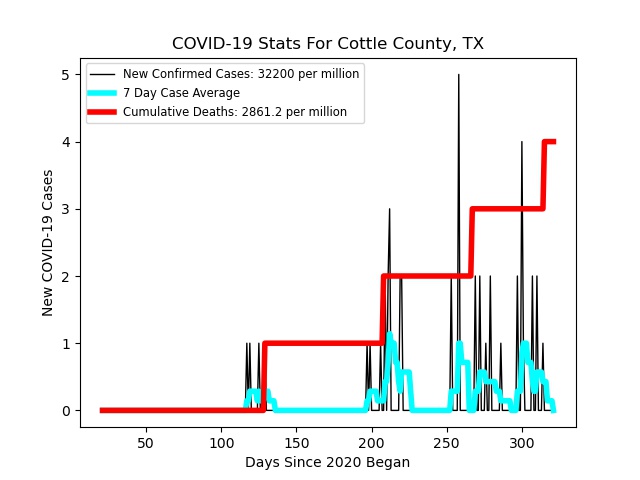 COVID-19 Stats For Cottle County, TX
New Confirmed Cases: 32200 per million
7 Day Case Average
Cumulative Deaths: 2861.2 per million
New COVID-19 Cases
5
4
3
2
1
0
50 100 150 200 250 300
Days Since 2020 Began